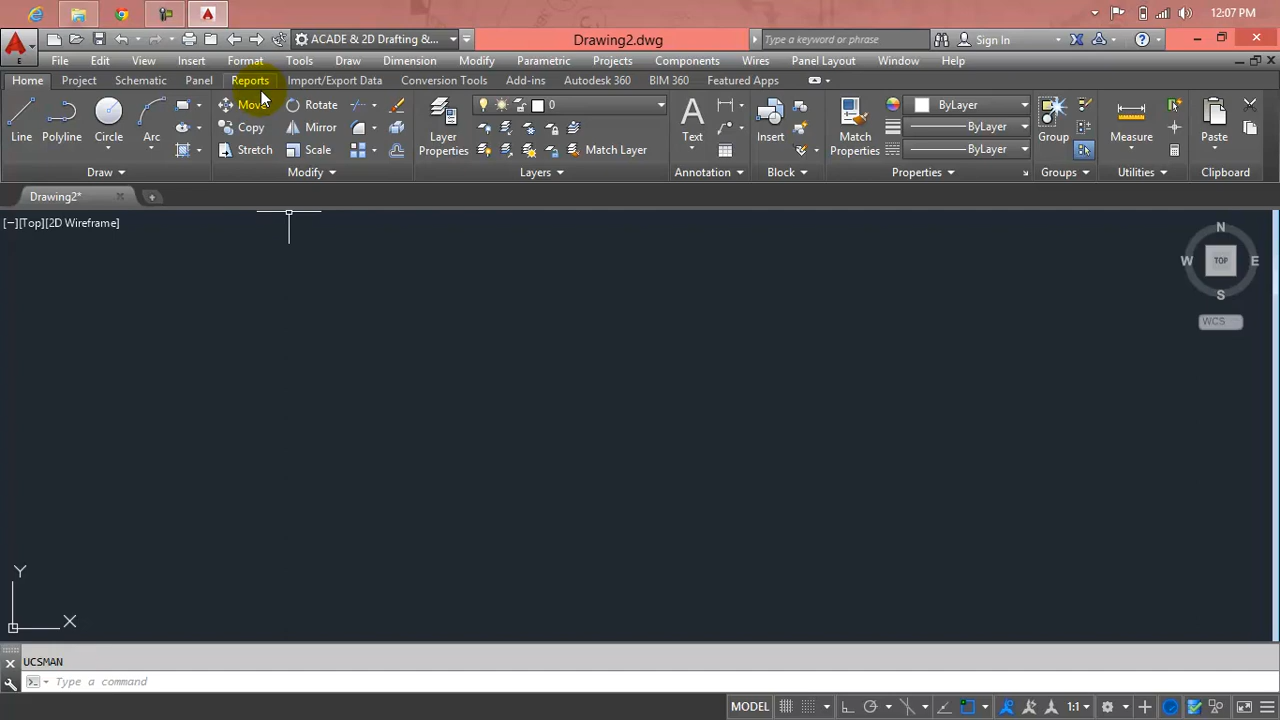 12:07 PM
E ACADE & 2D Drafting &... Drawing2.dwg Type a keyword or phrase Sign In
File Edit View Insert Format Tools Draw Dimension Modify Parametric Projects Components Wires Panel Layout Window Help
Home Project Schematic Panel Reports Import/Export Data Conversion Tools Add-ins Autodesk 360 BIM 360 Featured Apps
Move Rotate 0 ByLayer
Line Polyline Circle Arc Copy Mirror Layer Properties Text Insert Match Properties ByLayer Group Measure Paste
Stretch Scale Match Layer ByLayer
Draw Modify Layers Annotation Block Properties Groups Utilities Clipboard
Drawing2*
[−][Top][2D Wireframe]
N
W TOP E
S
WCS
Y
X
UCSMAN
Type a command
MODEL 1:1